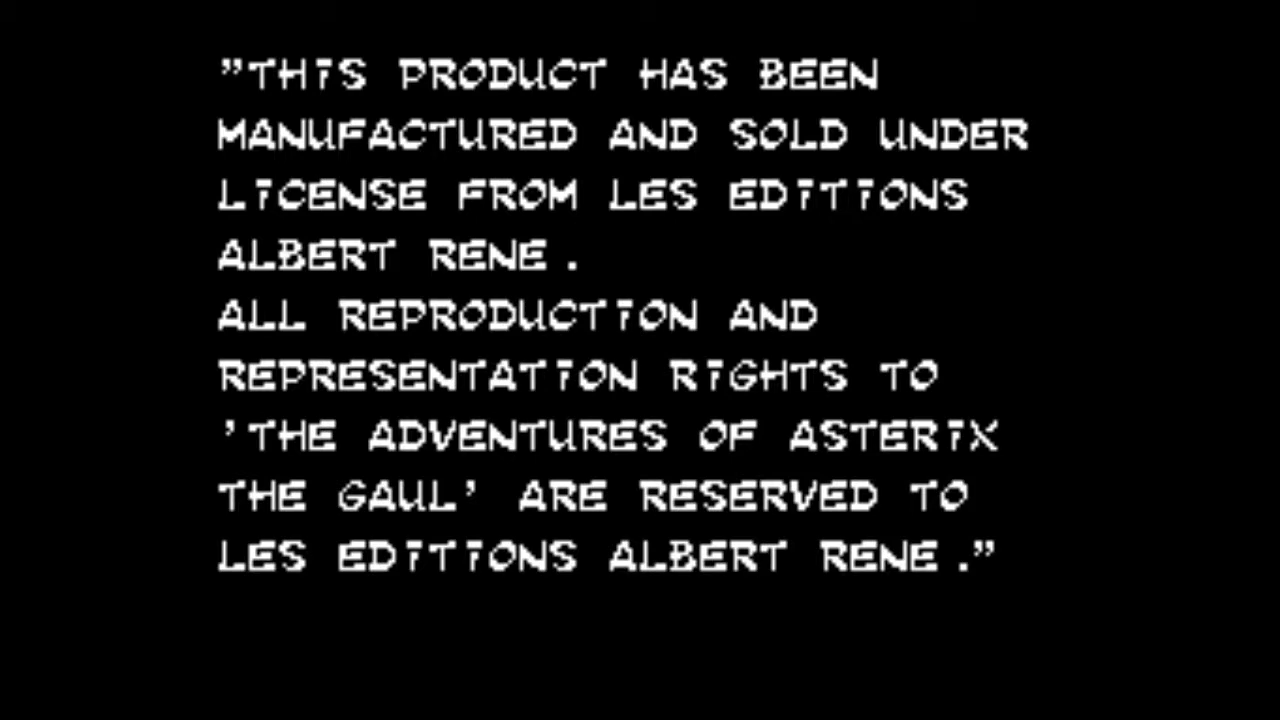 ”THIS PRODUCT HAS BEEN
MANUFACTURED AND SOLD UNDER
LICENSE FROM LES EDITIONS
ALBERT RENE.
ALL REPRODUCTION AND
REPRESENTATION RIGHTS TO
’THE ADVENTURES OF ASTERIX
THE GAUL’ ARE RESERVED TO
LES EDITIONS ALBERT RENE.”